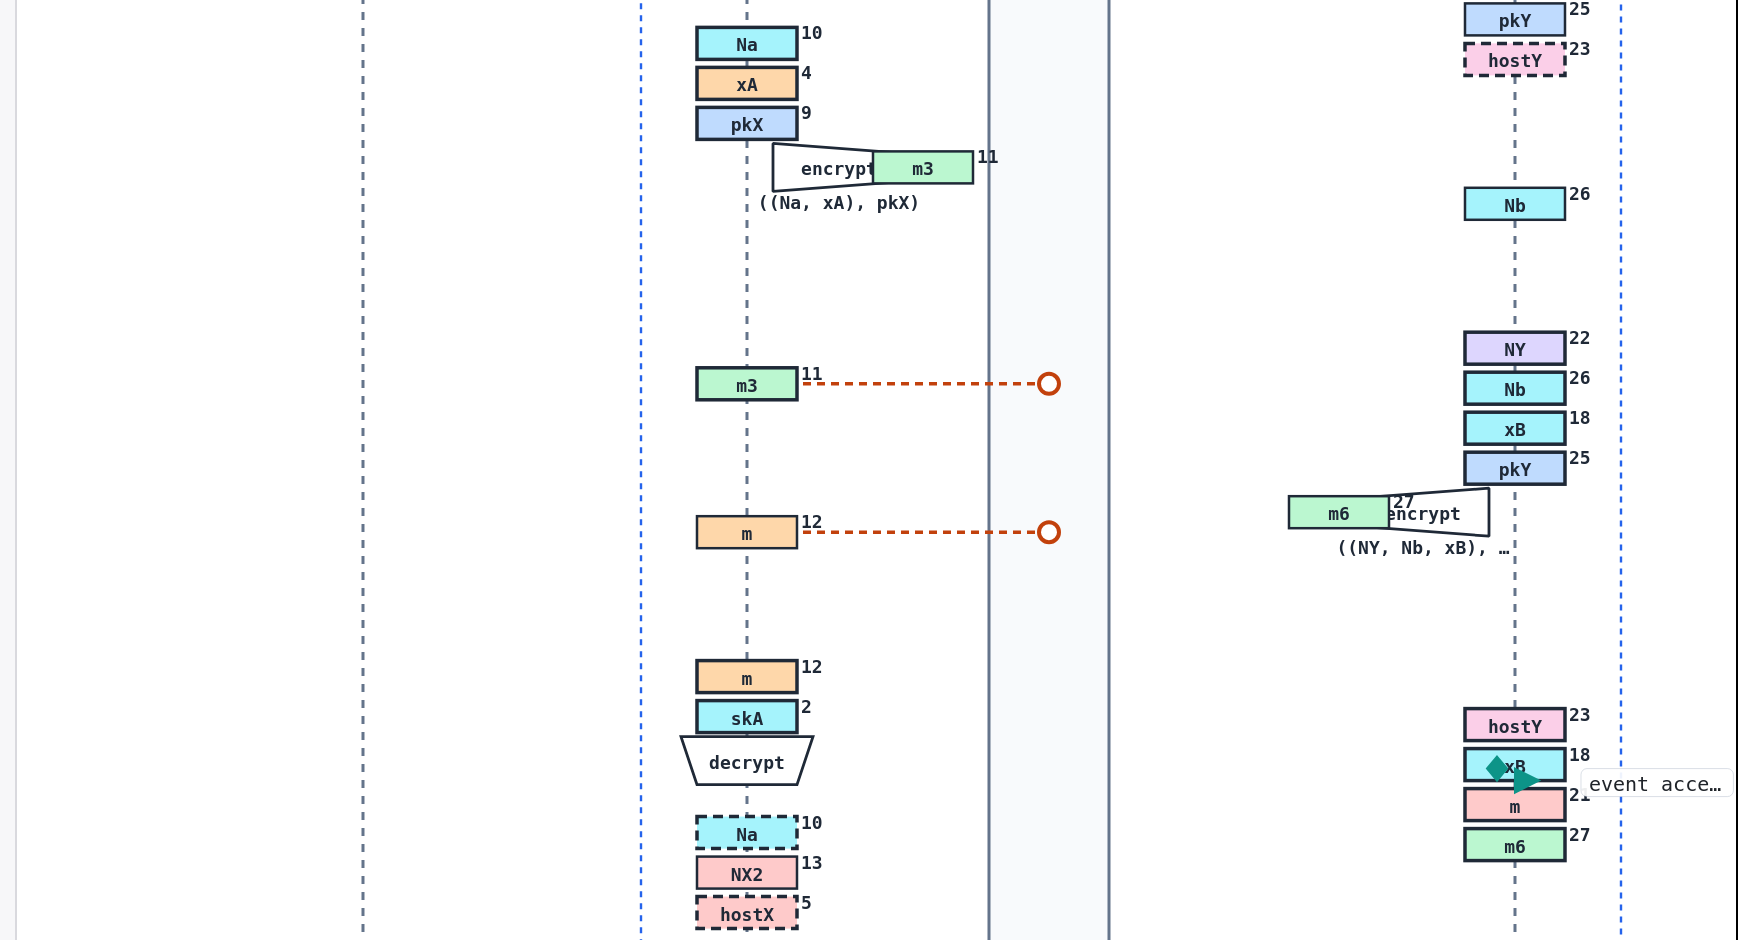 Na 10
xA 4
pkX 9
encrypt m3 11
((Na, xA), pkX)
m3 11
m 12
m 12
skA 2
decrypt
Na 10
NX2 13
hostX 5
pkY 25
hostY 23
Nb 26
NY 22
Nb 26
xB 18
pkY 25
m6 27 encrypt
((NY, Nb, xB), …
hostY 23
xB 18
event acce…
m 21
m6 27